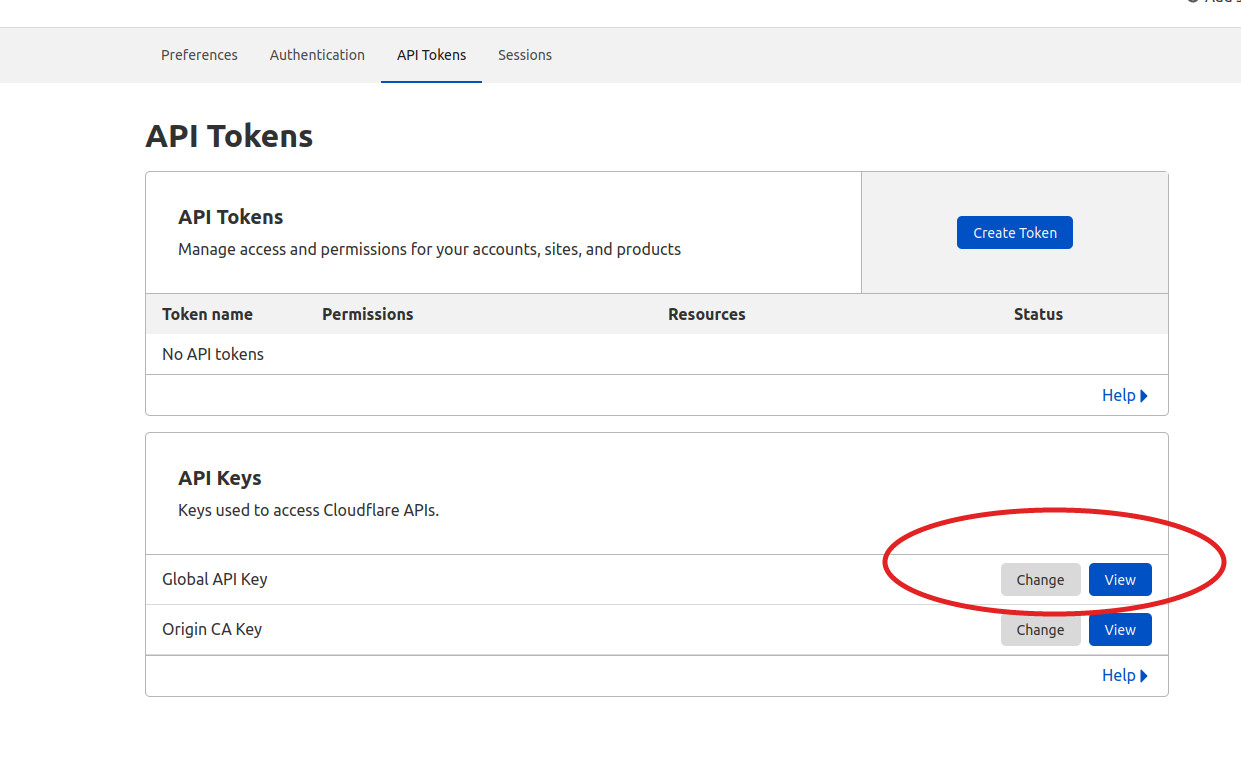 Preferences Authentication API Tokens Sessions
API Tokens
API Tokens
Manage access and permissions for your accounts, sites, and products
Create Token
Token name Permissions Resources Status
No API tokens
Help
API Keys
Keys used to access Cloudflare APIs.
Global API Key Change View
Origin CA Key Change View
Help